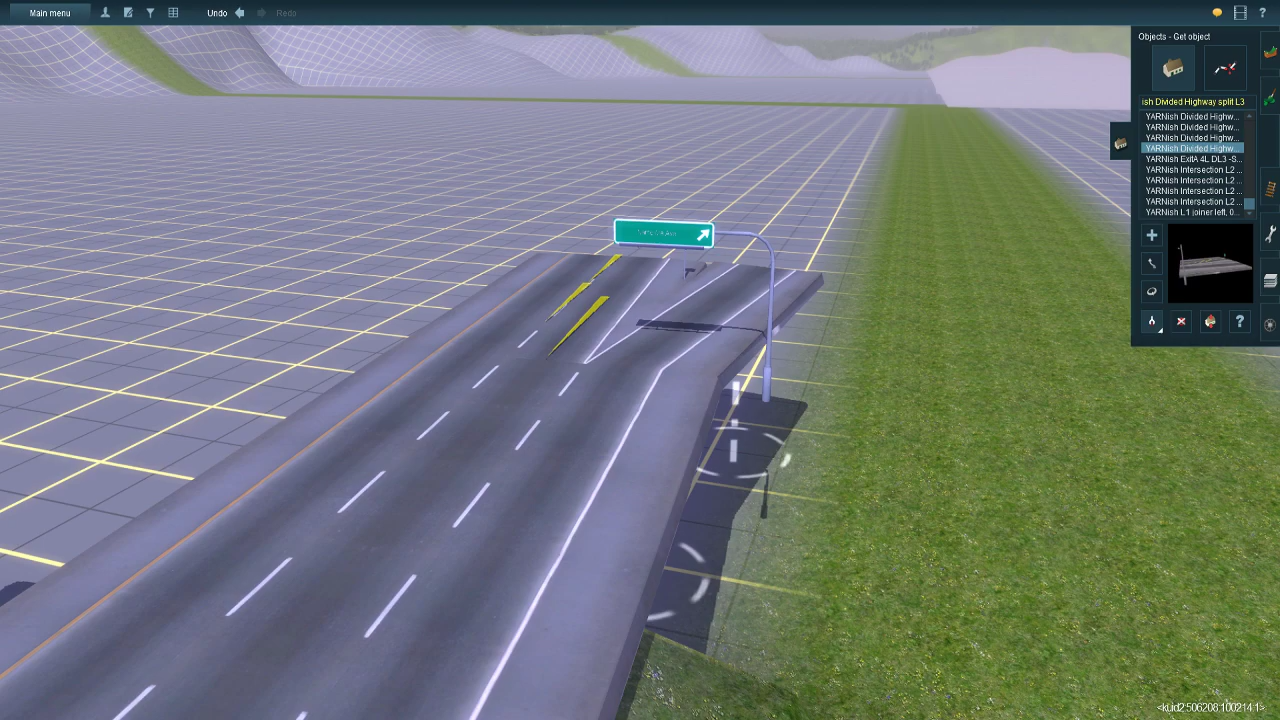 Main menu
Undo
Redo
?
Objects - Get object
ish Divided Highway split L3
YARNish Divided Highw...
YARNish Divided Highw...
YARNish Divided Highw...
YARNish Divided Highw...
YARNish ExitA 4L DL3 -S...
YARNish Intersection L2 ...
YARNish Intersection L2 ...
YARNish Intersection L2 ...
YARNish Intersection L2 ...
YARNish L1 joiner left, 0...
?
<kuid2:506208:100214:1>